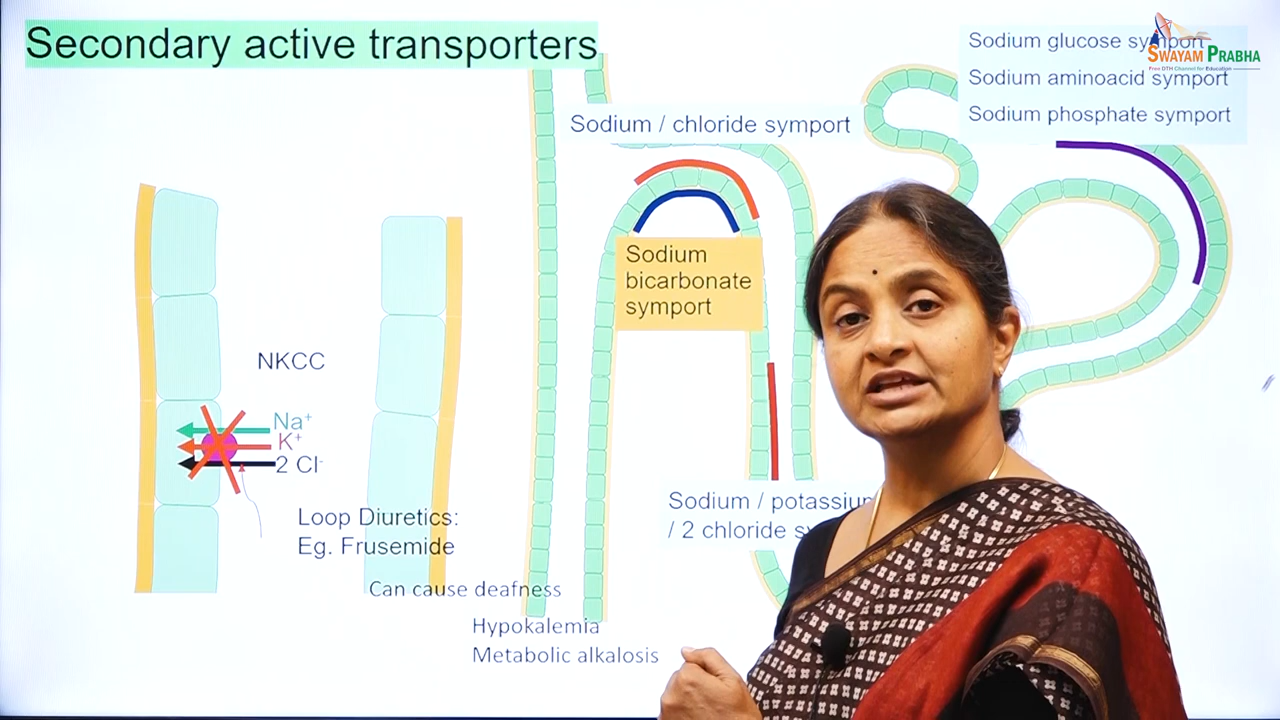 Secondary active transporters
Sodium glucose symport
SWAYAM PRABHA
Free DTH Channel for Education
Sodium aminoacid symport
Sodium phosphate symport
Sodium / chloride symport
Sodium
bicarbonate
symport
NKCC
Na+
K+
2 Cl-
Sodium / potassium
/ 2 chloride
Loop Diuretics:
Eg. Frusemide
Can cause deafness
Hypokalemia
Metabolic alkalosis